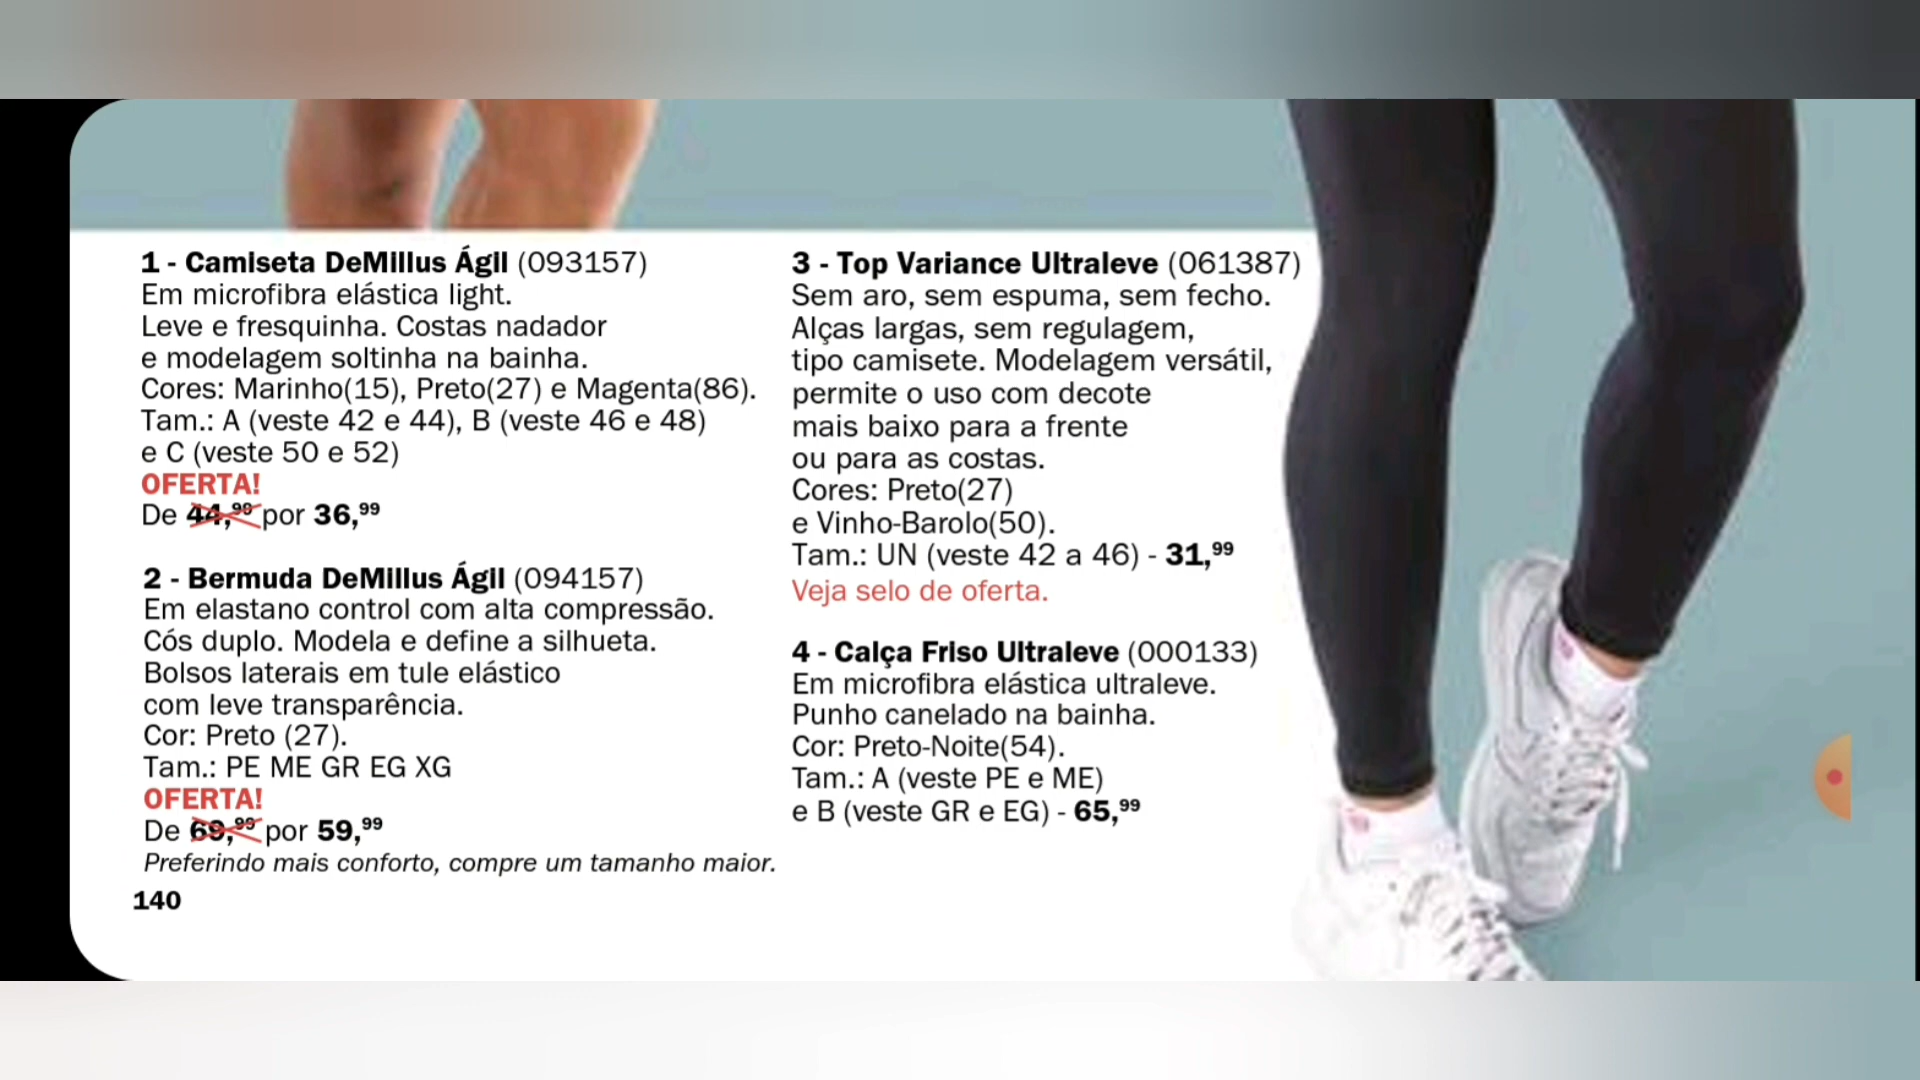 1 - Camiseta DeMillus Ágil (093157)
Em microfibra elástica light.
Leve e fresquinha. Costas nadador
e modelagem soltinha na bainha.
Cores: Marinho(15), Preto(27) e Magenta(86).
Tam.: A (veste 42 e 44), B (veste 46 e 48)
e C (veste 50 e 52)
OFERTA!
De 44,99 por 36,99
2 - Bermuda DeMillus Ágil (094157)
Em elastano control com alta compressão.
Cós duplo. Modela e define a silhueta.
Bolsos laterais em tule elástico
com leve transparência.
Cor: Preto (27).
Tam.: PE ME GR EG XG
OFERTA!
De 69,99 por 59,99
Preferindo mais conforto, compre um tamanho maior.
140
3 - Top Variance Ultraleve (061387)
Sem aro, sem espuma, sem fecho.
Alças largas, sem regulagem,
tipo camisete. Modelagem versátil,
permite o uso com decote
mais baixo para a frente
ou para as costas.
Cores: Preto(27)
e Vinho-Barolo(50).
Tam.: UN (veste 42 a 46) - 31,99
Veja selo de oferta.
4 - Calça Friso Ultraleve (000133)
Em microfibra elástica ultraleve.
Punho canelado na bainha.
Cor: Preto-Noite(54).
Tam.: A (veste PE e ME)
e B (veste GR e EG) - 65,99